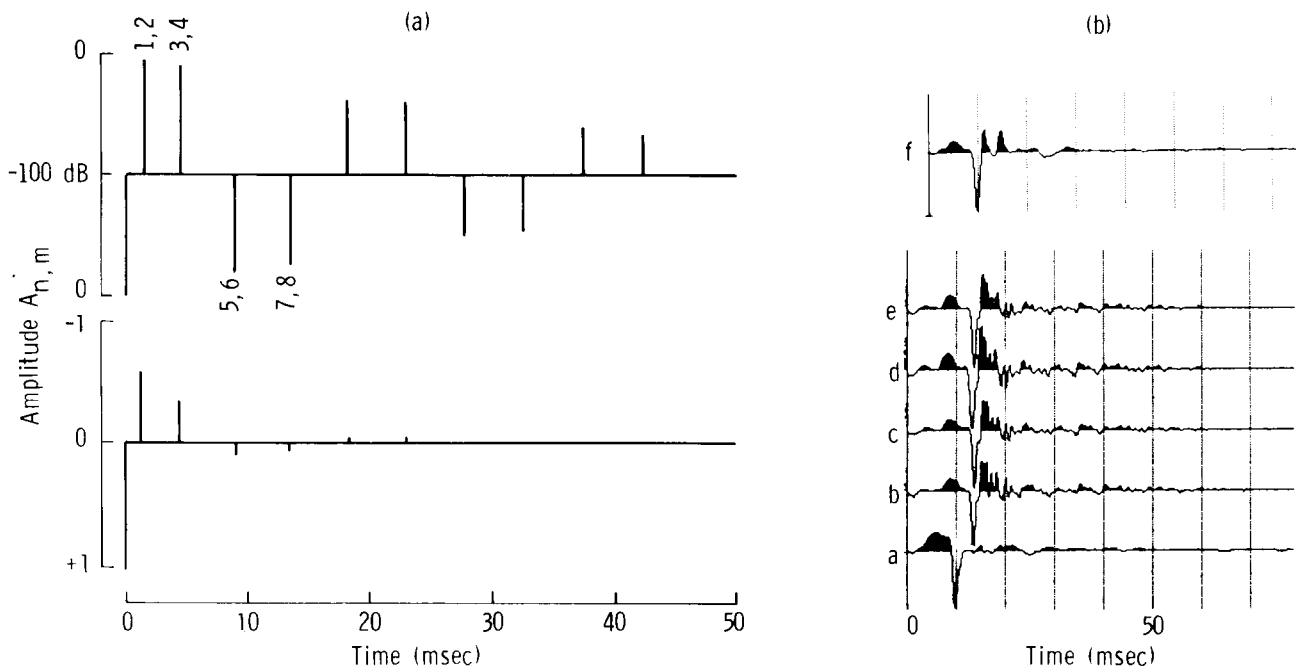 (a)
0
1,2
3,4
-100 dB
0
5,6
7,8
Amplitude A n, m
-1
0
+1
0 10 20 30 40 50
Time (msec)
(b)
f
e
d
c
b
a
0 50
Time (msec)